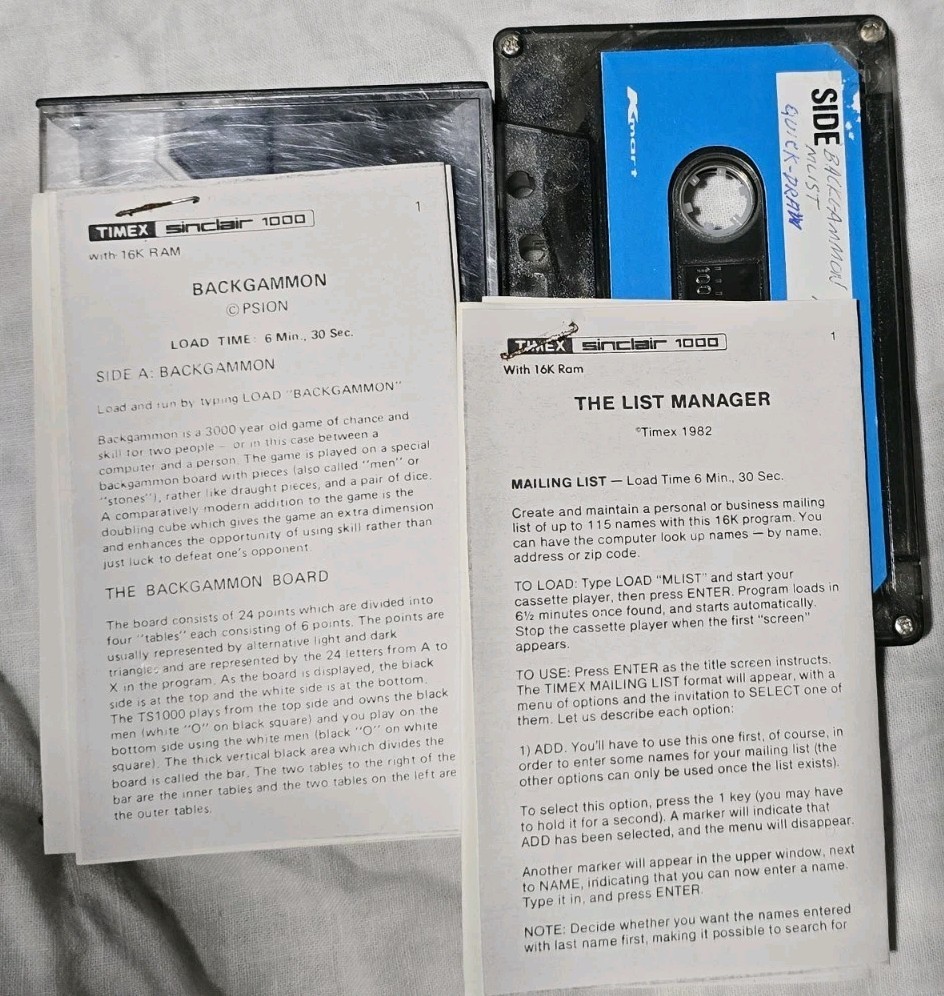 TIMEX sinclair 1000
1
with 16K RAM
BACKGAMMON
©PSION
LOAD TIME: 6 Min., 30 Sec.
SIDE A: BACKGAMMON
Load and run by typing LOAD "BACKGAMMON"
Backgammon is a 3000 year old game of chance and
skill for two people – or in this case between a
computer and a person. The game is played on a special
backgammon board with pieces (also called "men" or
"stones"), rather like draught pieces, and a pair of dice.
A comparatively modern addition to the game is the
doubling cube which gives the game an extra dimension
and enhances the opportunity of using skill rather than
just luck to defeat one's opponent.
THE BACKGAMMON BOARD
The board consists of 24 points which are divided into
four "tables" each consisting of 6 points. The points are
usually represented by alternative light and dark
triangles and are represented by the 24 letters from A to
X in the program. As the board is displayed, the black
side is at the top and the white side is at the bottom.
The TS1000 plays from the top side and owns the black
men (white "O" on black square) and you play on the
bottom side using the white men (black "O" on white
square). The thick vertical black area which divides the
board is called the bar. The two tables to the right of the
bar are the inner tables and the two tables on the left are
the outer tables.
Kmart
SIDE
BACKGAMMON
MLIST
QUICK-DRAW
100
TIMEX sinclair 1000
1
With 16K Ram
THE LIST MANAGER
©Timex 1982
MAILING LIST — Load Time 6 Min., 30 Sec.
Create and maintain a personal or business mailing
list of up to 115 names with this 16K program. You
can have the computer look up names — by name,
address or zip code.
TO LOAD: Type LOAD "MLIST" and start your
cassette player, then press ENTER. Program loads in
6½ minutes once found, and starts automatically.
Stop the cassette player when the first "screen"
appears.
TO USE: Press ENTER as the title screen instructs.
The TIMEX MAILING LIST format will appear, with a
menu of options and the invitation to SELECT one of
them. Let us describe each option:
1) ADD. You'll have to use this one first, of course, in
order to enter some names for your mailing list (the
other options can only be used once the list exists).
To select this option, press the 1 key (you may have
to hold it for a second). A marker will indicate that
ADD has been selected, and the menu will disappear.
Another marker will appear in the upper window, next
to NAME, indicating that you can now enter a name.
Type it in, and press ENTER.
NOTE: Decide whether you want the names entered
with last name first, making it possible to search for